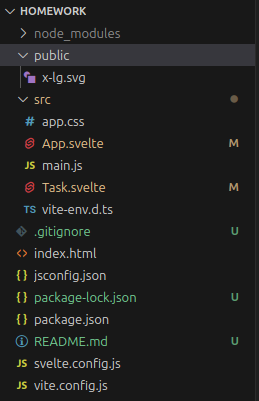 HOMEWORK
node_modules
public
x-lg.svg
src
app.css
App.svelte M
JS main.js
Task.svelte M
TS vite-env.d.ts
.gitignore U
<> index.html
{ } jsconfig.json
{ } package-lock.json U
{ } package.json
README.md U
JS svelte.config.js
JS vite.config.js